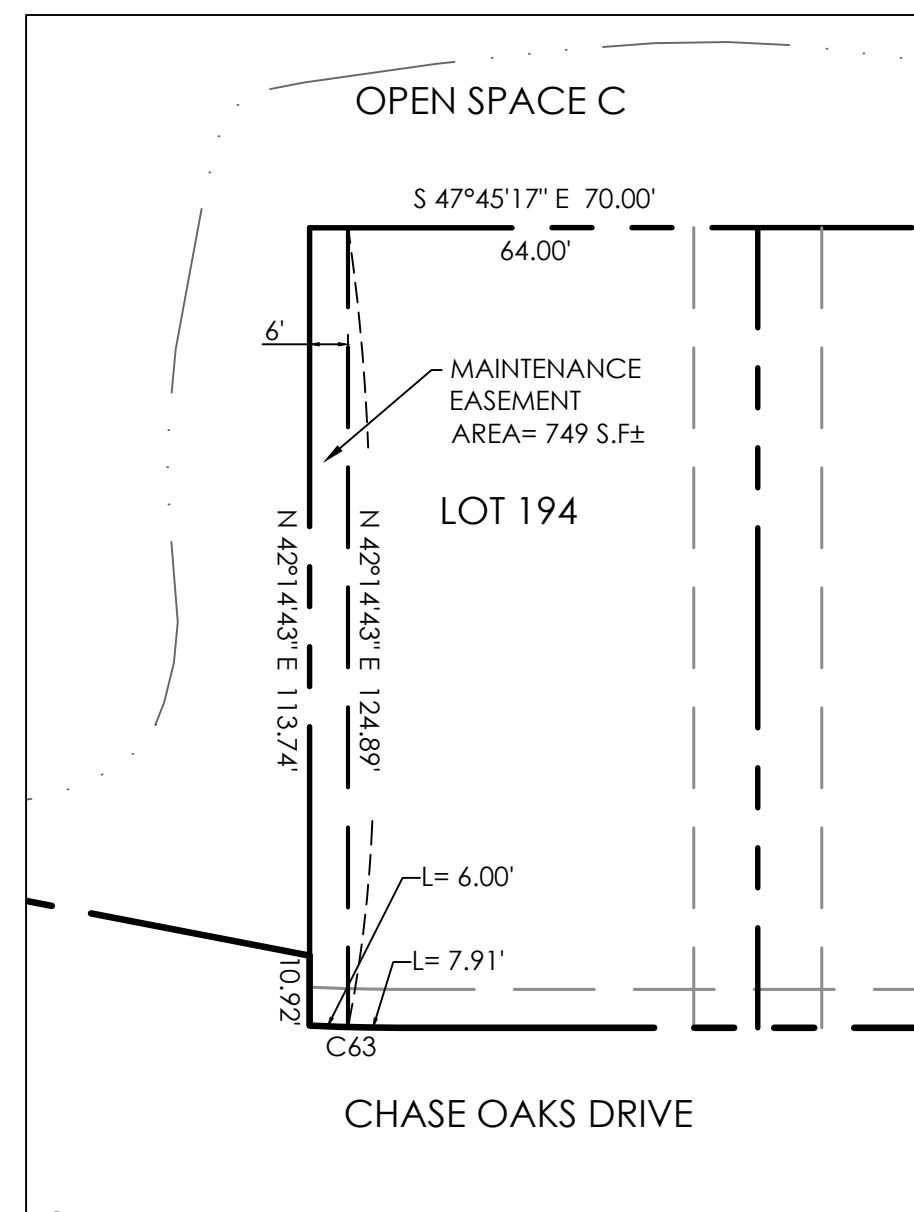 OPEN SPACE C
S 47°45'17" E 70.00'
64.00'
6'
MAINTENANCE
EASEMENT
AREA= 749 S.F±
LOT 194
N 42°14'43" E 113.74'
N 42°14'43" E 124.89'
L= 6.00'
L= 7.91'
10.92'
C63
CHASE OAKS DRIVE